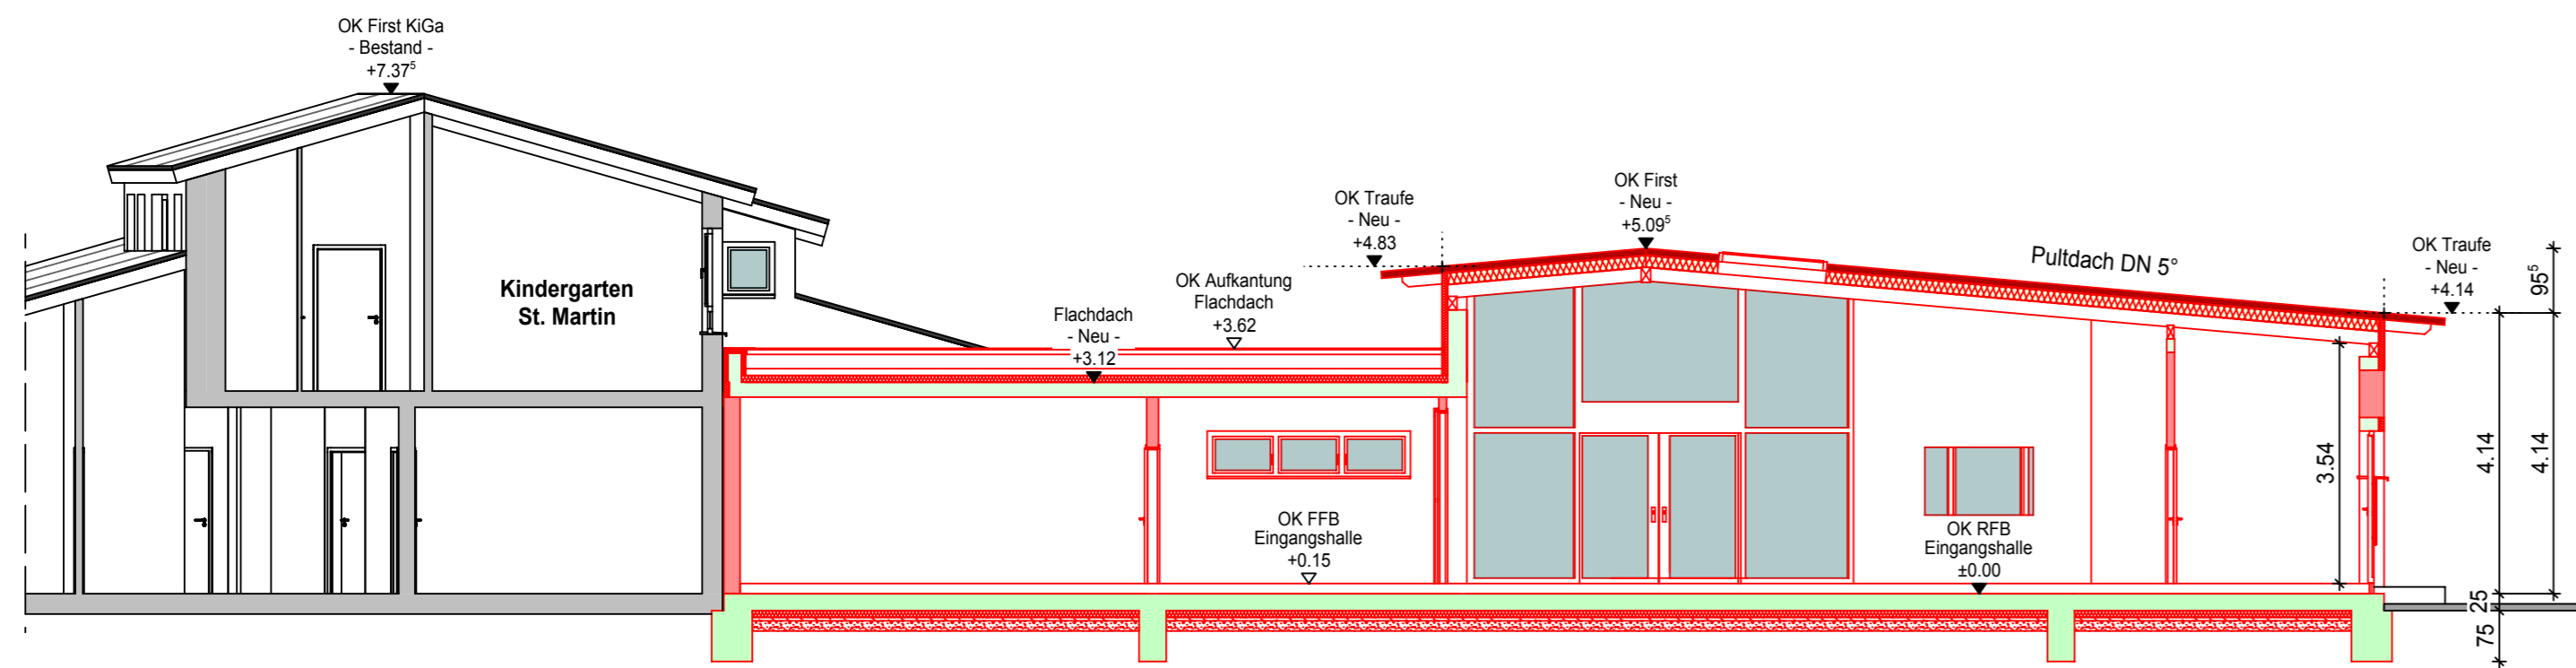 OK First KiGa
- Bestand -
+7.37⁵
Kindergarten
St. Martin
Flachdach
- Neu -
+3.12
OK Aufkantung
Flachdach
+3.62
OK Traufe
- Neu -
+4.83
OK First
- Neu -
+5.09⁵
Pultdach DN 5°
OK Traufe
- Neu -
+4.14
OK FFB
Eingangshalle
+0.15
OK RFB
Eingangshalle
±0.00
3.54
4.14
25
75
95⁵
4.14